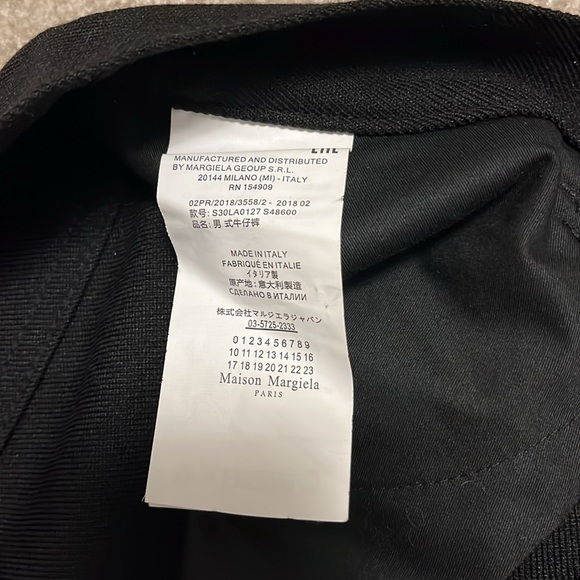 MANUFACTURED AND DISTRIBUTED
BY MARGIELA GEOUP S.R.L.
20144 MILANO (MI) - ITALY
RN 154909
02PR/2018/3558/2- 2018 02
款号: S30LA0127 S48600
品名: 男 式牛仔裤
MADE IN ITALY
FABRIQUÉ EN ITALIE
イタリア製
原产地: 意大利製造
СДЕЛАНО В ИТАЛИИ
株式会社マルジエラジャパン
03-5725-2333
0 1 2 3 4 5 6 7 8 9
10 11 12 13 14 15 16
17 18 19 20 21 22 23
Maison Margiela
PARIS